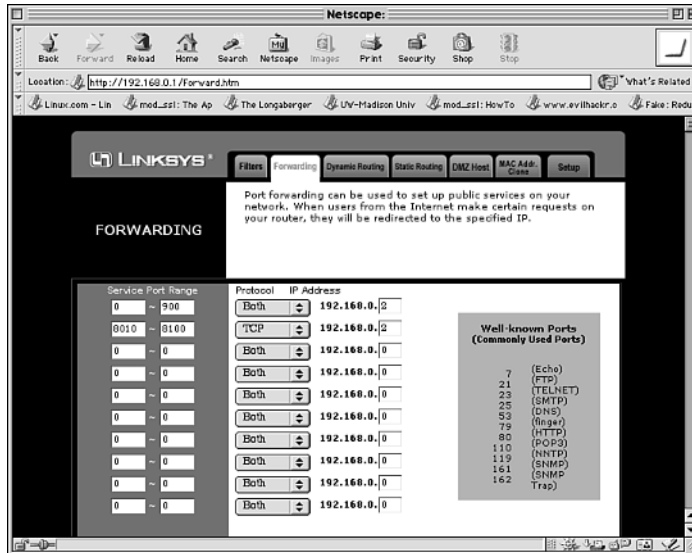 Netscape:
Back Forward Reload Home Search Netscape Images Print Security Shop Stop
Location: http://192.168.0.1/Forward.htm What's Related
Linux.com - Lin mod_ssl: The Ap The Longaberger UW-Madison Univ mod_ssl: HowTo www.evilhackr.o Fake: Redu
LINKSYS®
Filters Forwarding Dynamic Routing Static Routing DMZ Host MAC Addr. Clone Setup
FORWARDING
Port forwarding can be used to set up public services on your
network. When users from the Internet make certain requests on
your router, they will be redirected to the specified IP.
Service Port Range Protocol IP Address
0 ~ 900 Both 192.168.0. 2
8010 ~ 8100 TCP 192.168.0. 2
0 ~ 0 Both 192.168.0. 0
0 ~ 0 Both 192.168.0. 0
0 ~ 0 Both 192.168.0. 0
0 ~ 0 Both 192.168.0. 0
0 ~ 0 Both 192.168.0. 0
0 ~ 0 Both 192.168.0. 0
0 ~ 0 Both 192.168.0. 0
0 ~ 0 Both 192.168.0. 0
Well-known Ports
(Commonly Used Ports)
7 (Echo)
21 (FTP)
23 (TELNET)
25 (SMTP)
53 (DNS)
79 (finger)
80 (HTTP)
110 (POP3)
119 (NNTP)
161 (SNMP)
162 (SNMP
Trap)